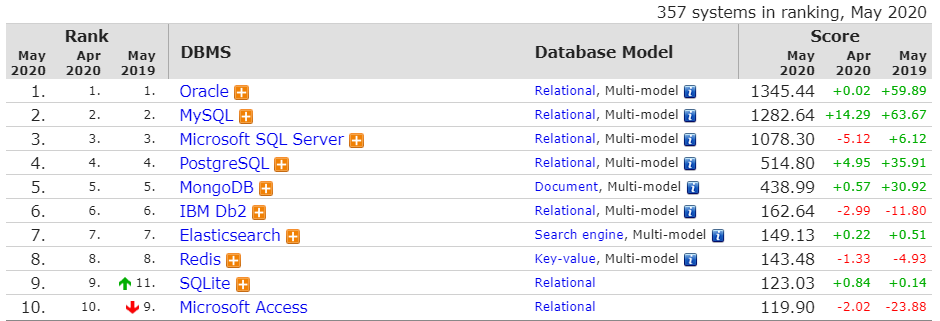 357 systems in ranking, May 2020
Rank DBMS Database Model Score
May 2020 Apr 2020 May 2019 May 2020 Apr 2020 May 2019
1. 1. 1. Oracle Relational, Multi-model 1345.44 +0.02 +59.89
2. 2. 2. MySQL Relational, Multi-model 1282.64 +14.29 +63.67
3. 3. 3. Microsoft SQL Server Relational, Multi-model 1078.30 -5.12 +6.12
4. 4. 4. PostgreSQL Relational, Multi-model 514.80 +4.95 +35.91
5. 5. 5. MongoDB Document, Multi-model 438.99 +0.57 +30.92
6. 6. 6. IBM Db2 Relational, Multi-model 162.64 -2.99 -11.80
7. 7. 7. Elasticsearch Search engine, Multi-model 149.13 +0.22 +0.51
8. 8. 8. Redis Key-value, Multi-model 143.48 -1.33 -4.93
9. 9. 11. SQLite Relational 123.03 +0.84 +0.14
10. 10. 9. Microsoft Access Relational 119.90 -2.02 -23.88